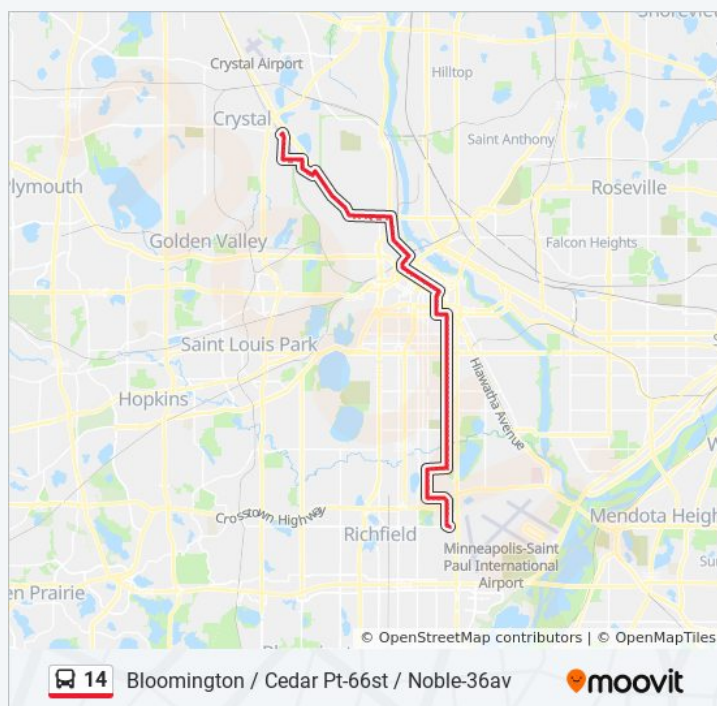 Shoreview
Crystal Airport
Hilltop
Crystal
Saint Anthony
Plymouth
Roseville
Golden Valley
Falcon Heights
Saint Louis Park
Hopkins
Hiawatha Avenue
Crosstown Highway
Richfield
Mendota Heigh
Minneapolis-Saint
Paul International
Airport
en Prairie
© OpenStreetMap contributors | © OpenMapTiles
14 Bloomington / Cedar Pt-66st / Noble-36av moovit